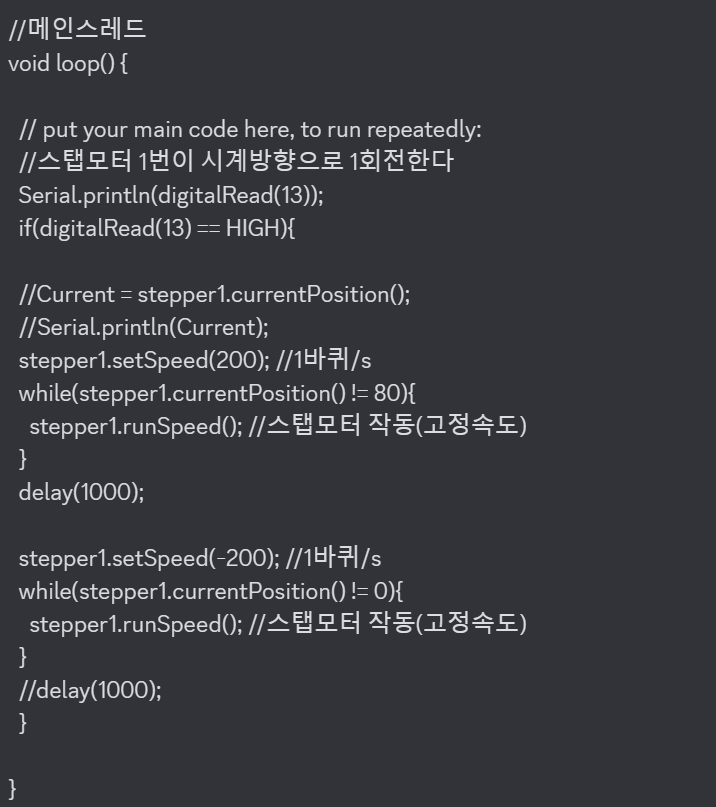 //메인스레드
void loop() {
// put your main code here, to run repeatedly:
//스탭모터 1번이 시계방향으로 1회전한다
Serial.println(digitalRead(13));
if(digitalRead(13) == HIGH){
//Current = stepper1.currentPosition();
//Serial.println(Current);
stepper1.setSpeed(200); //1바퀴/s
while(stepper1.currentPosition() != 80){
stepper1.runSpeed(); //스탭모터 작동(고정속도)
}
delay(1000);
stepper1.setSpeed(-200); //1바퀴/s
while(stepper1.currentPosition() != 0){
stepper1.runSpeed(); //스탭모터 작동(고정속도)
}
//delay(1000);
}
}